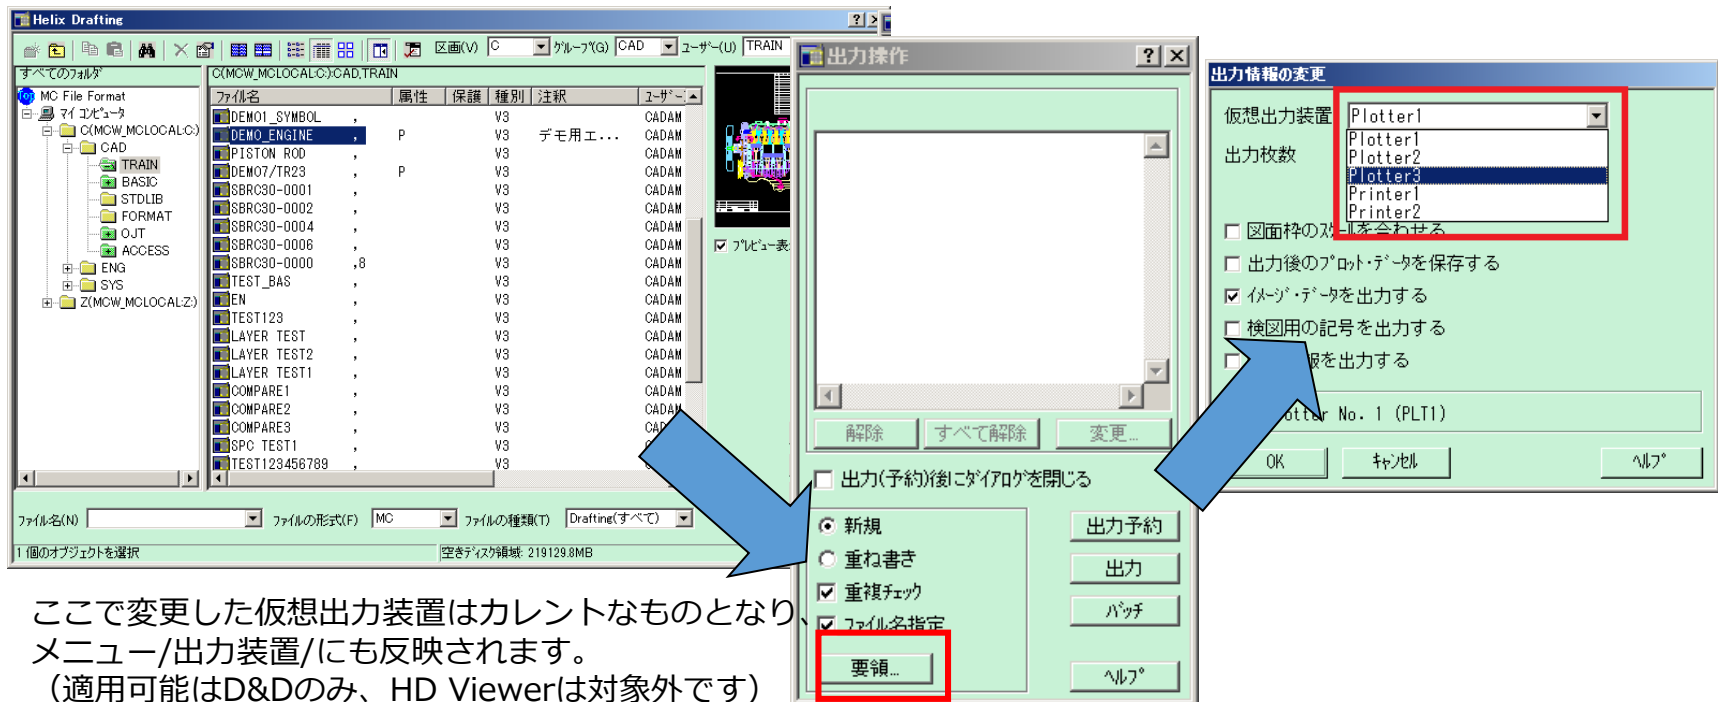 Helix Drafting
区画(V) C グループ(G) CAD ユーザー(U) TRAIN
すべてのフォルダ
MC File Format
マイ コンピュータ
C(MCW_MCLOCAL:C:)
CAD
TRAIN
BASIC
STDLIB
FORMAT
OJT
ACCESS
ENG
SYS
Z(MCW_MCLOCAL:Z:)
C(MCW_MCLOCAL:C:):CAD,TRAIN
ファイル名 属性 保護 種別 注釈 ユーザー
DEMO1_SYMBOL , V3 CADAM
DEMO_ENGINE , P V3 デモ用エ... CADAM
PISTON ROD , V3 CADAM
DEMO7/TR23 , P V3 CADAM
SBRC30-0001 , V3 CADAM
SBRC30-0002 , V3 CADAM
SBRC30-0004 , V3 CADAM
SBRC30-0006 , V3 CADAM
SBRC30-0000 ,8 V3 CADAM
TEST_BAS , V3 CADAM
EN , V3 CADAM
TEST123 , V3 CADAM
LAYER TEST , V3 CADAM
LAYER TEST2 , V3 CADAM
LAYER TEST1 , V3 CADAM
COMPARE1 , V3 CADAM
COMPARE2 , V3 CADAM
COMPARE3 , V3
SPC TEST1 , V3
TEST123456789 , V3
プレビュー表
ファイル名(N) ファイルの形式(F) MC ファイルの種類(T) Drafting(すべて)
1 個のオブジェクトを選択 空きディスク領域: 219129.8MB
出力操作
解除 すべて解除 変更...
出力(予約)後にダイアログを閉じる
新規
重ね書き
重複チェック
ファイル名指定
要領...
出力予約
出力
バッチ
ヘルプ
出力情報の変更
仮想出力装置 Plotter1
出力枚数
Plotter1
Plotter2
Plotter3
Printer1
Printer2
図面枠のスケールを合わせる
出力後のプロット・データを保存する
イメージ・データを出力する
検図用の記号を出力する
報を出力する
otter No. 1 (PLT1)
OK キャンセル ヘルプ
ここで変更した仮想出力装置はカレントなものとなり、
メニュー/出力装置/にも反映されます。
（適用可能はD&Dのみ、HD Viewerは対象外です）